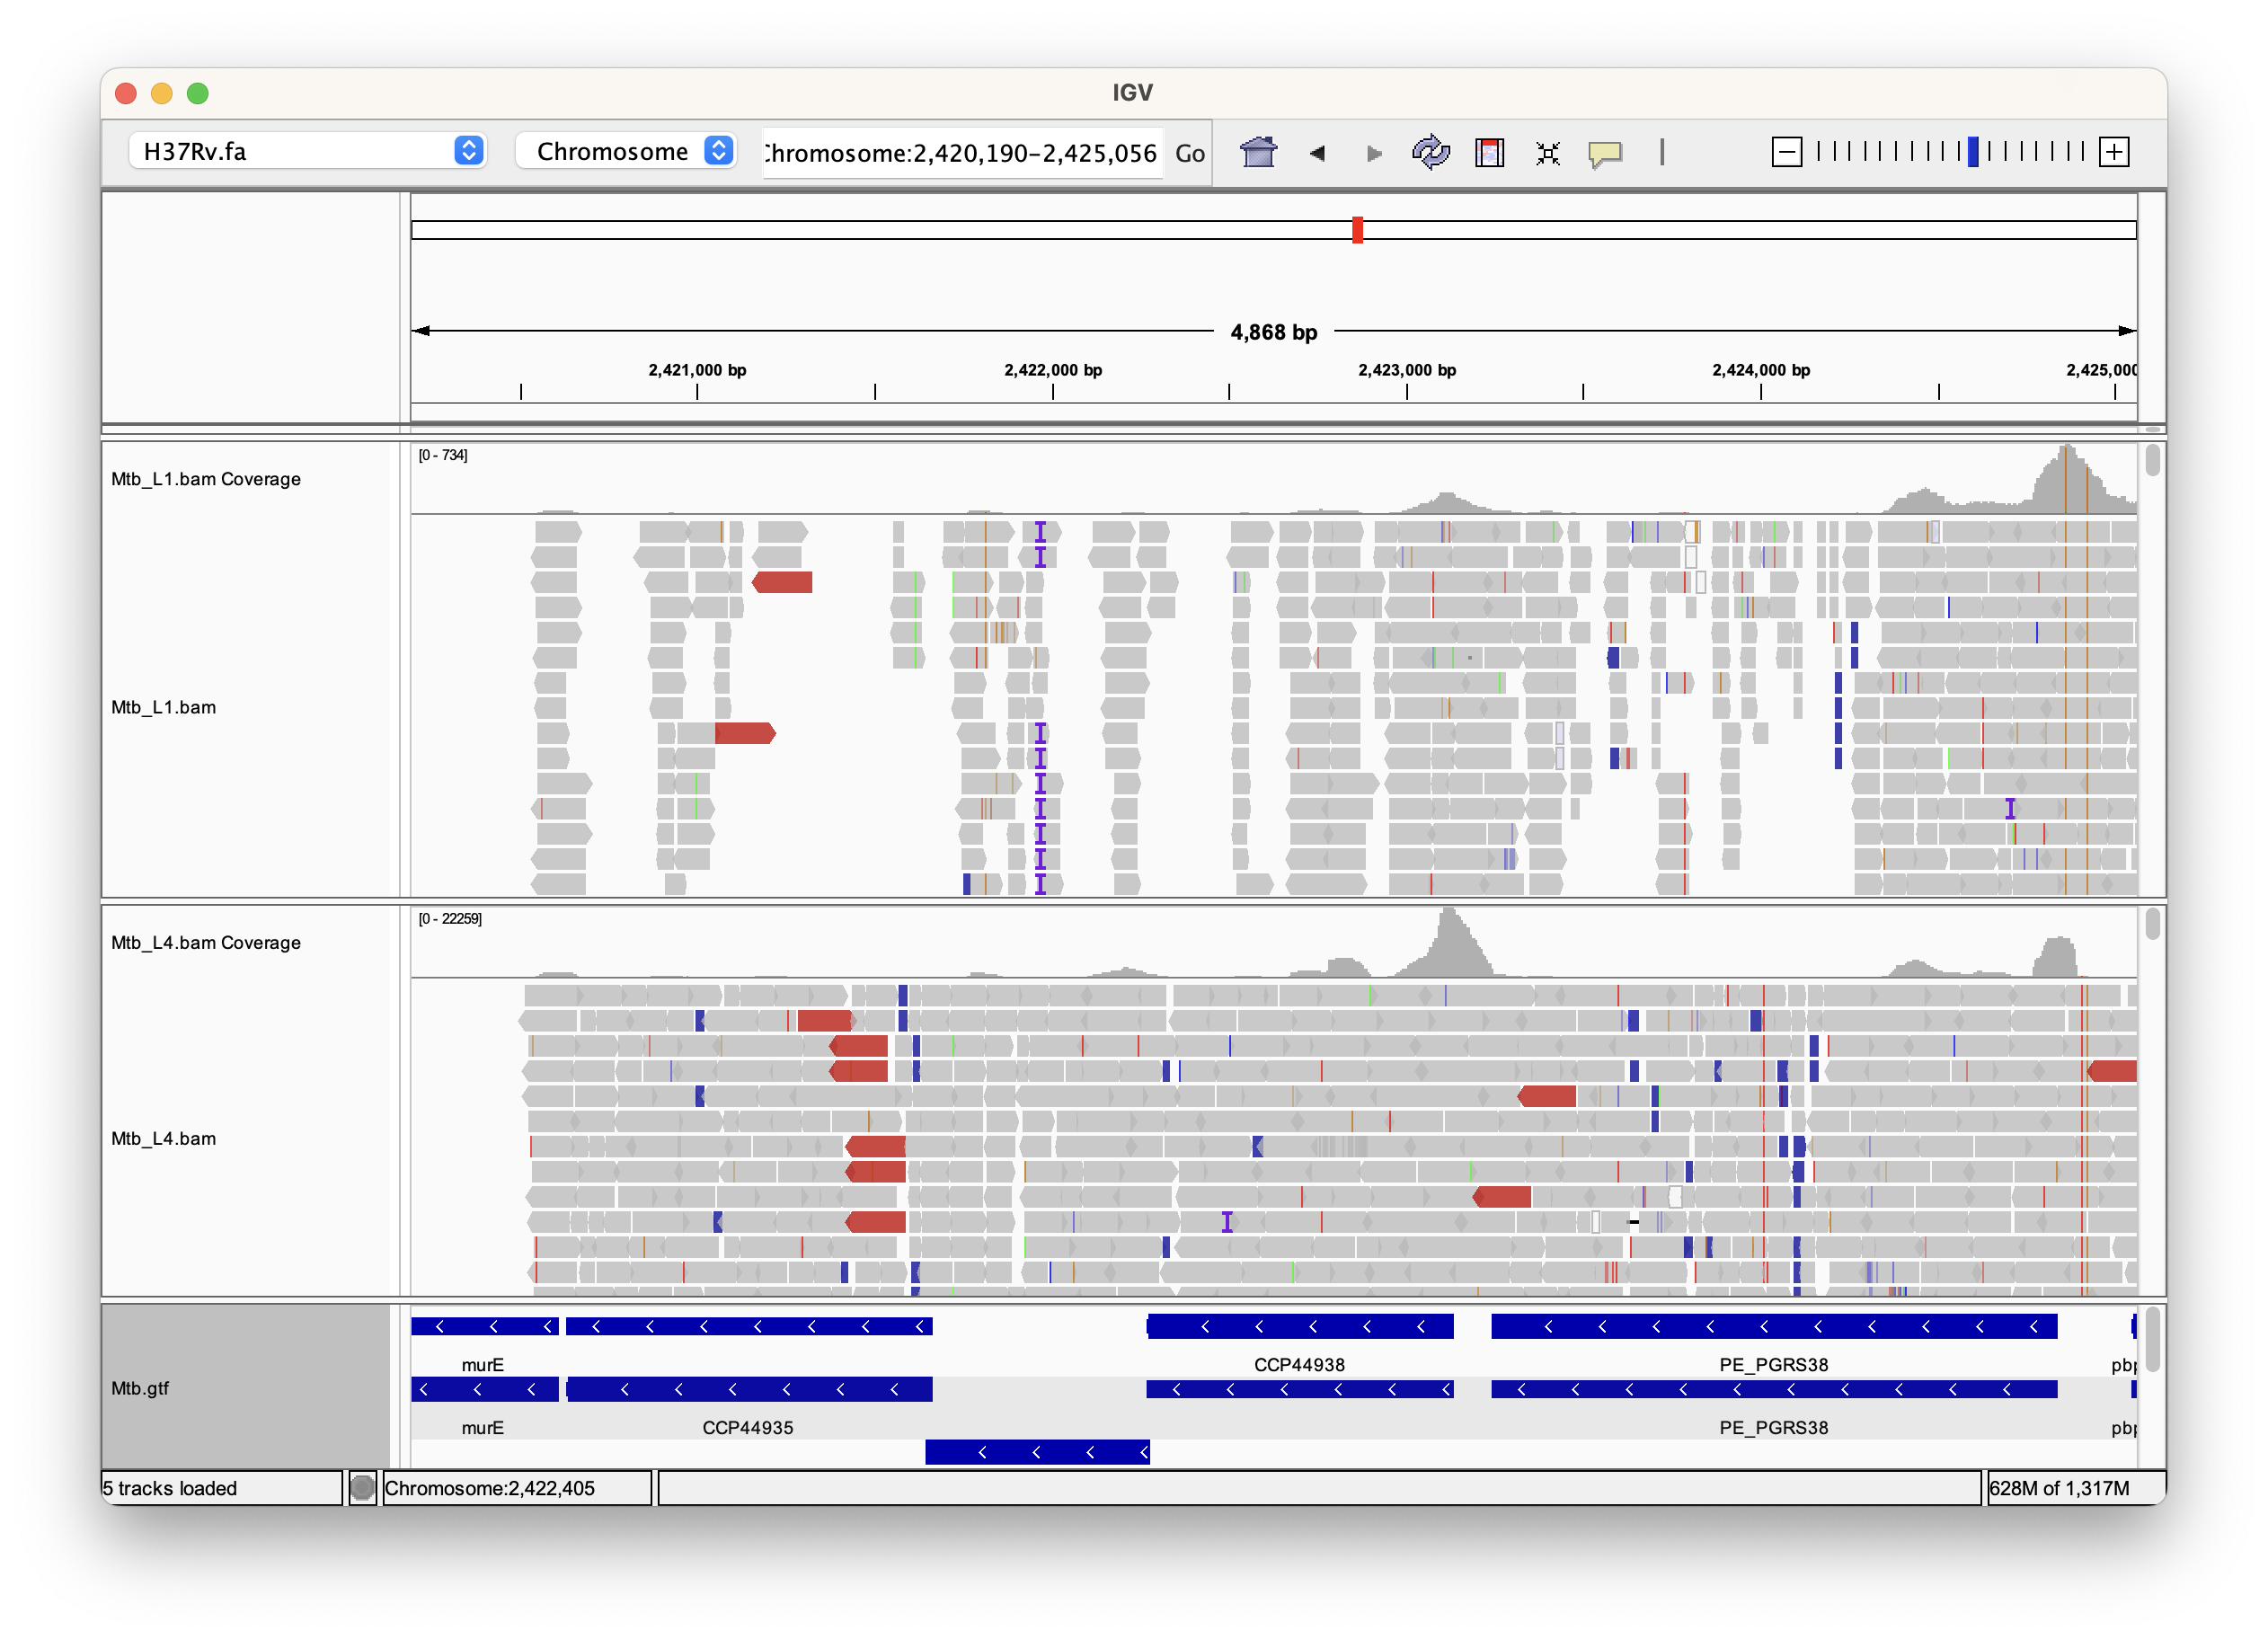 IGV
H37Rv.fa Chromosome :hromosome:2,420,190-2,425,056 Go
4,868 bp
2,421,000 bp 2,422,000 bp 2,423,000 bp 2,424,000 bp 2,425,000
Mtb_L1.bam Coverage
[0 - 734]
Mtb_L1.bam
Mtb_L4.bam Coverage
[0 - 22259]
Mtb_L4.bam
Mtb.gtf
murE CCP44938 PE_PGRS38 pbp
murE CCP44935 PE_PGRS38 pbp
5 tracks loaded Chromosome:2,422,405 628M of 1,317M